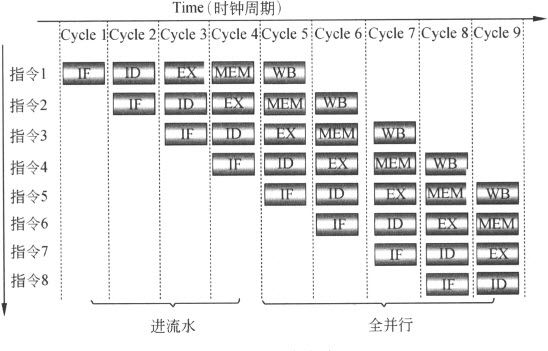 Time(时钟周期)
Cycle 1 Cycle 2 Cycle 3 Cycle 4 Cycle 5 Cycle 6 Cycle 7 Cycle 8 Cycle 9
指令1 IF ID EX MEM WB
指令2 IF ID EX MEM WB
指令3 IF ID EX MEM WB
指令4 IF ID EX MEM WB
指令5 IF ID EX MEM WB
指令6 IF ID EX MEM
指令7 IF ID EX
指令8 IF ID
进流水 全并行